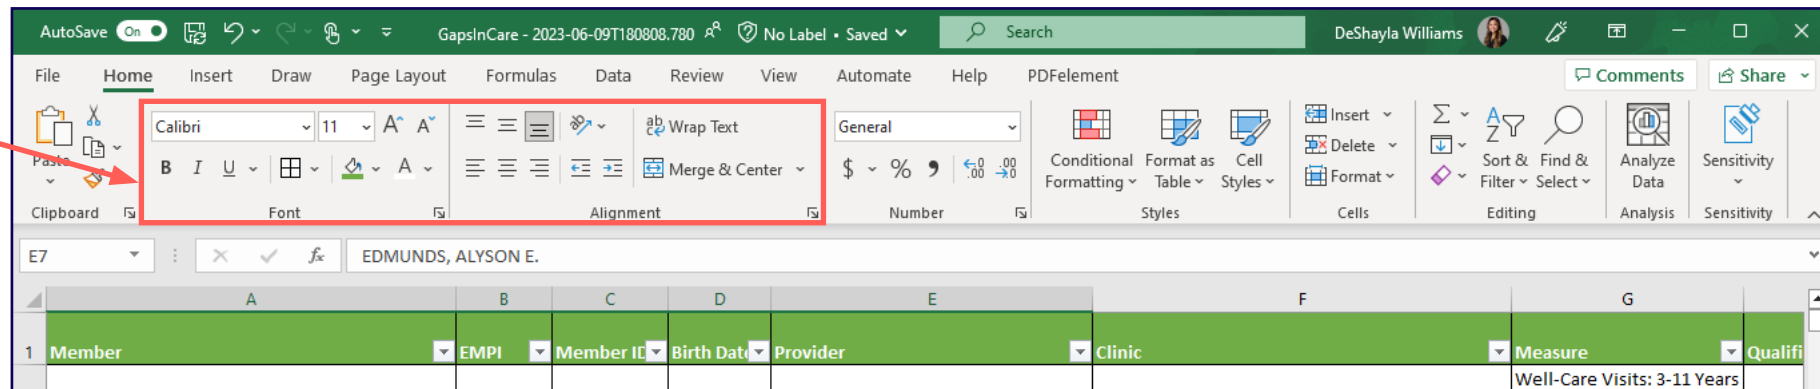 AutoSave On GapsInCare - 2023-06-09T180808.780 No Label • Saved Search DeShayla Williams
File Home Insert Draw Page Layout Formulas Data Review View Automate Help PDFelement Comments Share
Calibri 11 A A ab Wrap Text General Insert Σ A Z
Paste B I U A Merge & Center $ % 9 .00 Conditional Formatting Format as Table Cell Styles Delete Sort & Filter Find & Select Analyze Data Sensitivity
Format
Clipboard Font Alignment Number Styles Cells Editing Analysis Sensitivity
E7 fx EDMUNDS, ALYSON E.
A B C D E F G
1 Member EMPI Member ID Birth Date Provider Clinic Measure Qualifi
Well-Care Visits: 3-11 Years